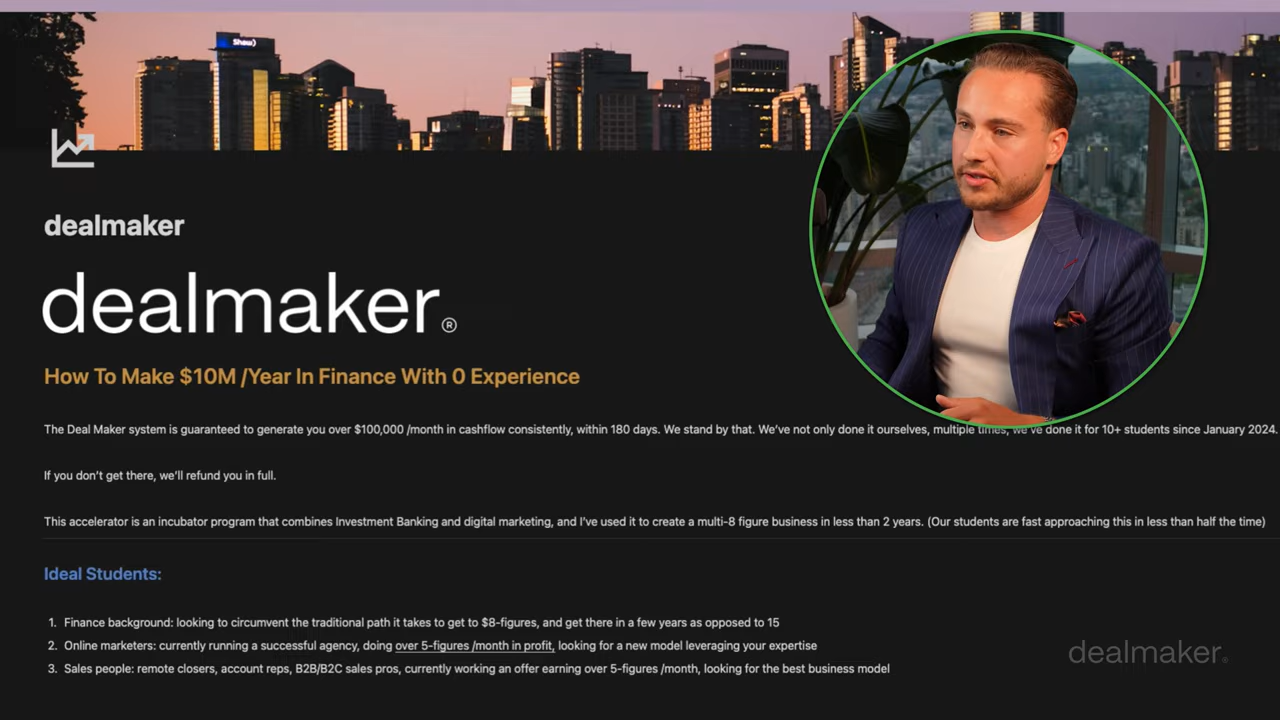 Shaw)
dealmaker
dealmaker®
How To Make $10M /Year In Finance With 0 Experience
The Deal Maker system is guaranteed to generate you over $100,000 /month in cashflow consistently, within 180 days. We stand by that. We've not only done it ourselves, multiple times, we've done it for 10+ students since January 2024.
If you don't get there, we'll refund you in full.
This accelerator is an incubator program that combines Investment Banking and digital marketing, and I've used it to create a multi-8 figure business in less than 2 years. (Our students are fast approaching this in less than half the time)
Ideal Students:
1. Finance background: looking to circumvent the traditional path it takes to get to $8-figures, and get there in a few years as opposed to 15
2. Online marketers: currently running a successful agency, doing over 5-figures /month in profit, looking for a new model leveraging your expertise
3. Sales people: remote closers, account reps, B2B/B2C sales pros, currently working an offer earning over 5-figures /month, looking for the best business model
dealmaker®